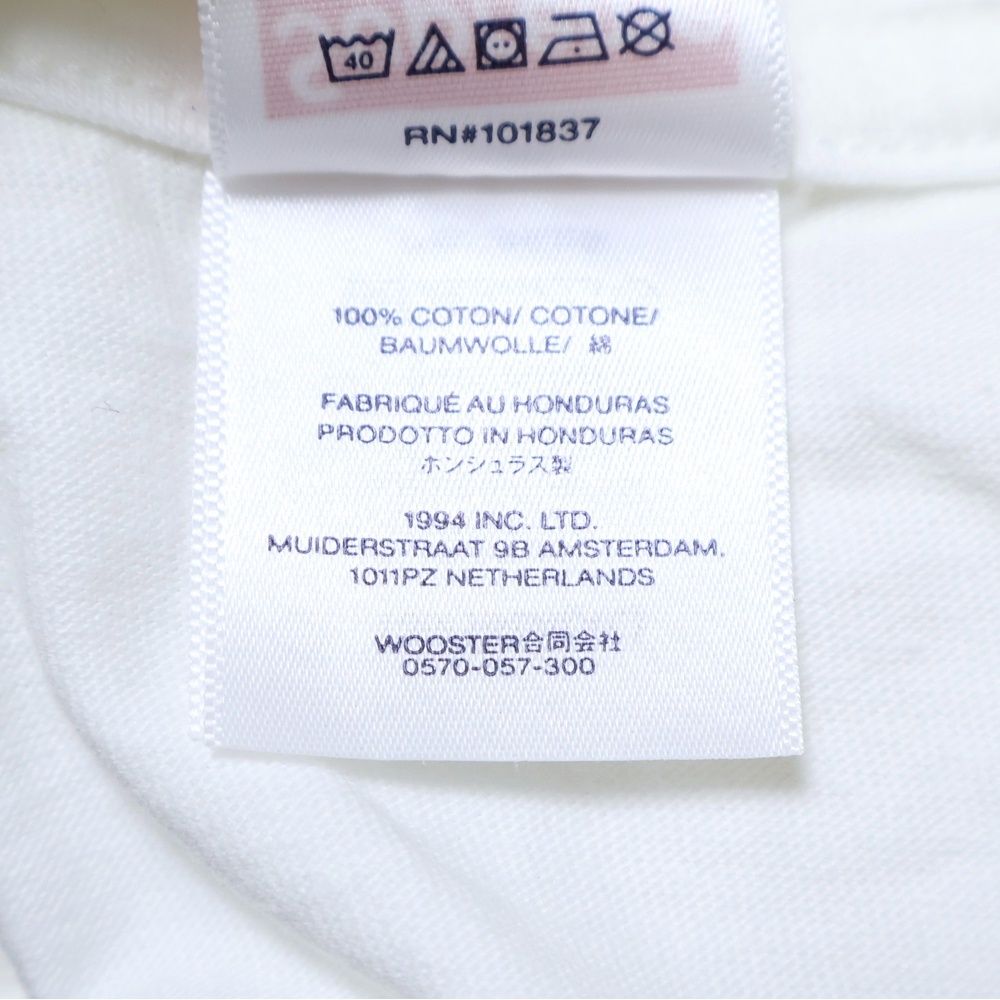 40
RN#101837
100% COTON/ COTONE/
BAUMWOLLE/ 綿
FABRIQUÉ AU HONDURAS
PRODOTTO IN HONDURAS
ホンシュラス製
1994 INC. LTD.
MUIDERSTRAAT 9B AMSTERDAM.
1011PZ NETHERLANDS
WOOSTER合同会社
0570-057-300